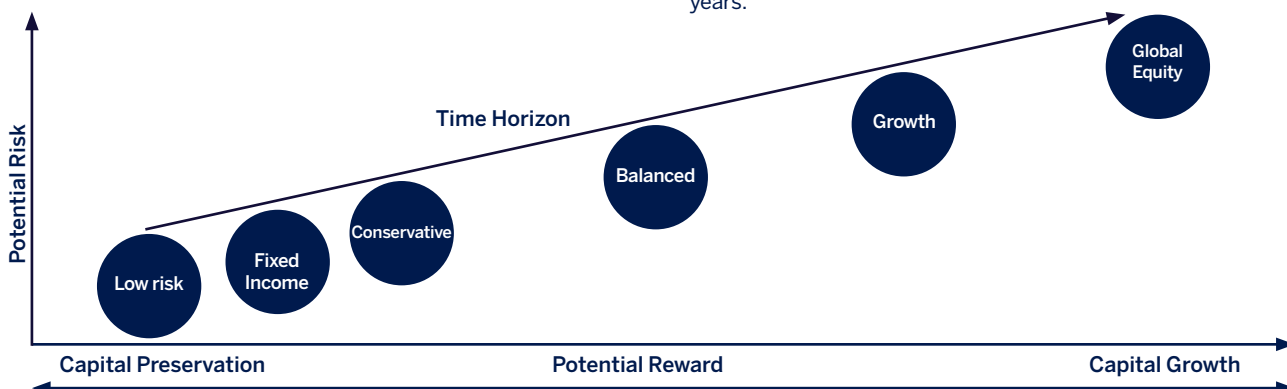 years.
Global
Equity
Growth
Time Horizon
Balanced
Conservative
Fixed
Income
Low risk
Potential Risk
Capital Preservation
Potential Reward
Capital Growth